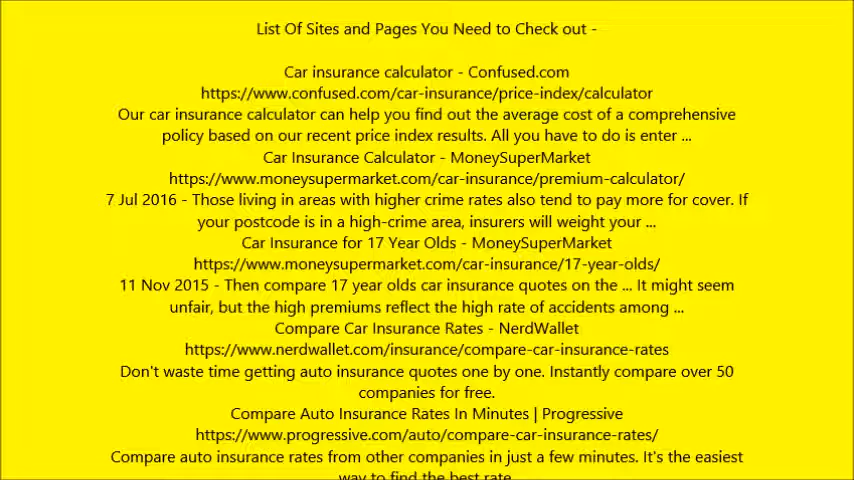 List Of Sites and Pages You Need to Check out -
Car insurance calculator - Confused.com
https://www.confused.com/car-insurance/price-index/calculator
Our car insurance calculator can help you find out the average cost of a comprehensive
policy based on our recent price index results. All you have to do is enter ...
Car Insurance Calculator - MoneySuperMarket
https://www.moneysupermarket.com/car-insurance/premium-calculator/
7 Jul 2016 - Those living in areas with higher crime rates also tend to pay more for cover. If
your postcode is in a high-crime area, insurers will weight your ...
Car Insurance for 17 Year Olds - MoneySuperMarket
https://www.moneysupermarket.com/car-insurance/17-year-olds/
11 Nov 2015 - Then compare 17 year olds car insurance quotes on the ... It might seem
unfair, but the high premiums reflect the high rate of accidents among ...
Compare Car Insurance Rates - NerdWallet
https://www.nerdwallet.com/insurance/compare-car-insurance-rates
Don't waste time getting auto insurance quotes one by one. Instantly compare over 50
companies for free.
Compare Auto Insurance Rates In Minutes | Progressive
https://www.progressive.com/auto/compare-car-insurance-rates/
Compare auto insurance rates from other companies in just a few minutes. It's the easiest
way to find the best rate